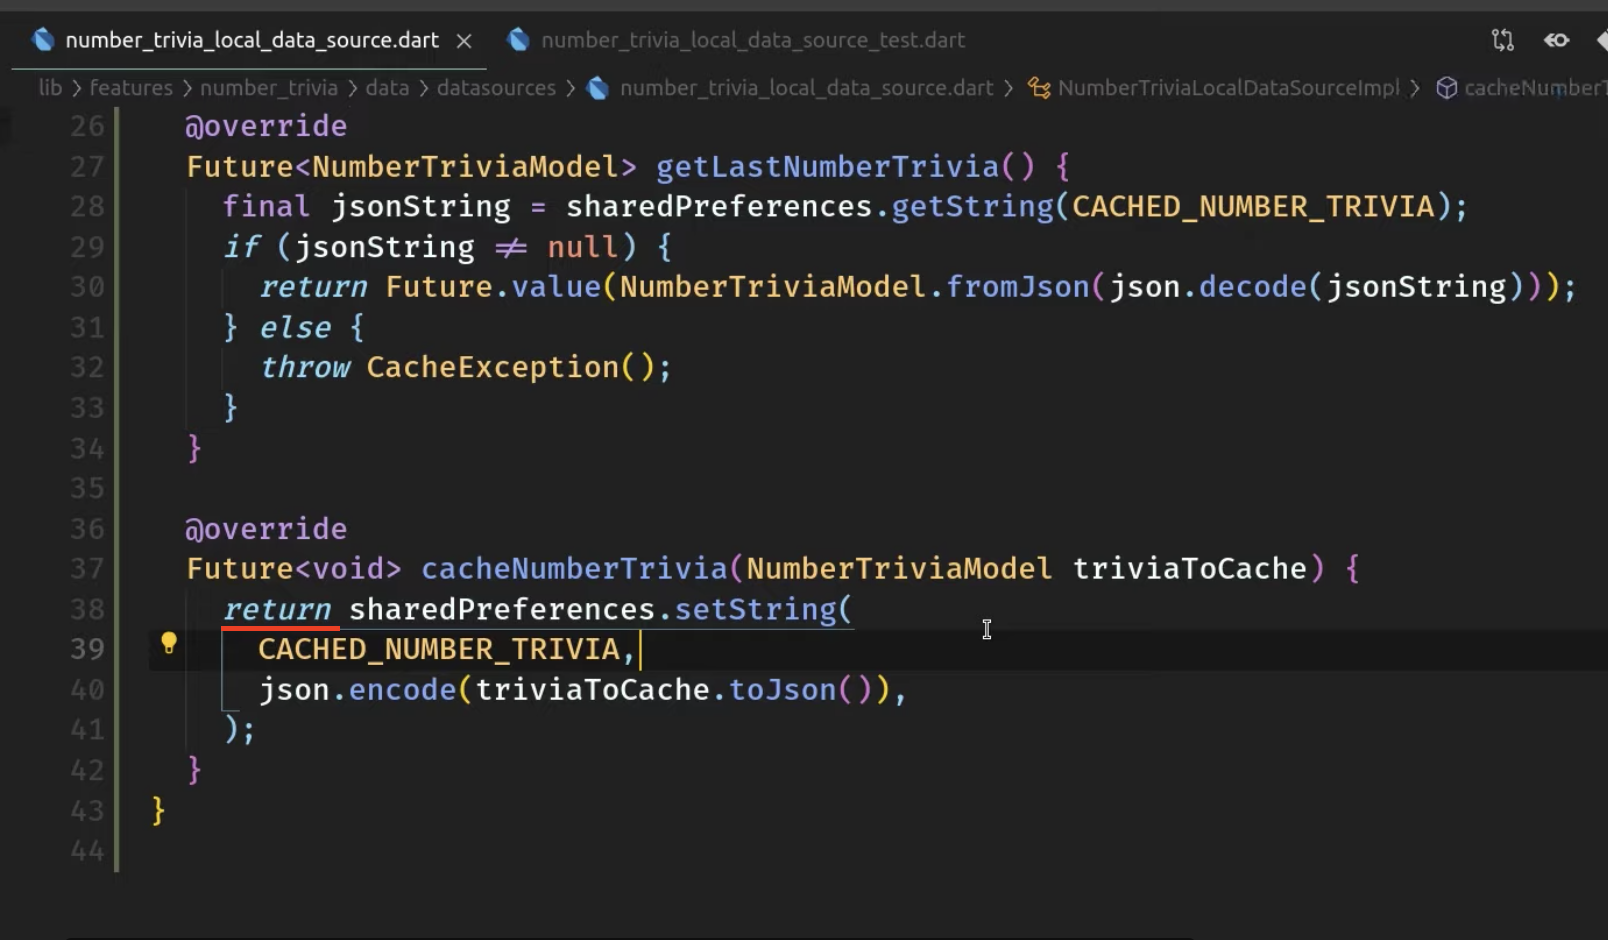 number_trivia_local_data_source.dart number_trivia_local_data_source_test.dart
lib > features > number_trivia > data > datasources > number_trivia_local_data_source.dart > NumberTriviaLocalDataSourceImpl > cacheNumberT
26 @override
27 Future<NumberTriviaModel> getLastNumberTrivia() {
28 final jsonString = sharedPreferences.getString(CACHED_NUMBER_TRIVIA);
29 if (jsonString ≠ null) {
30 return Future.value(NumberTriviaModel.fromJson(json.decode(jsonString)));
31 } else {
32 throw CacheException();
33 }
34 }
35
36 @override
37 Future<void> cacheNumberTrivia(NumberTriviaModel triviaToCache) {
38 return sharedPreferences.setString(
39 CACHED_NUMBER_TRIVIA,
40 json.encode(triviaToCache.toJson()),
41 );
42 }
43 }
44